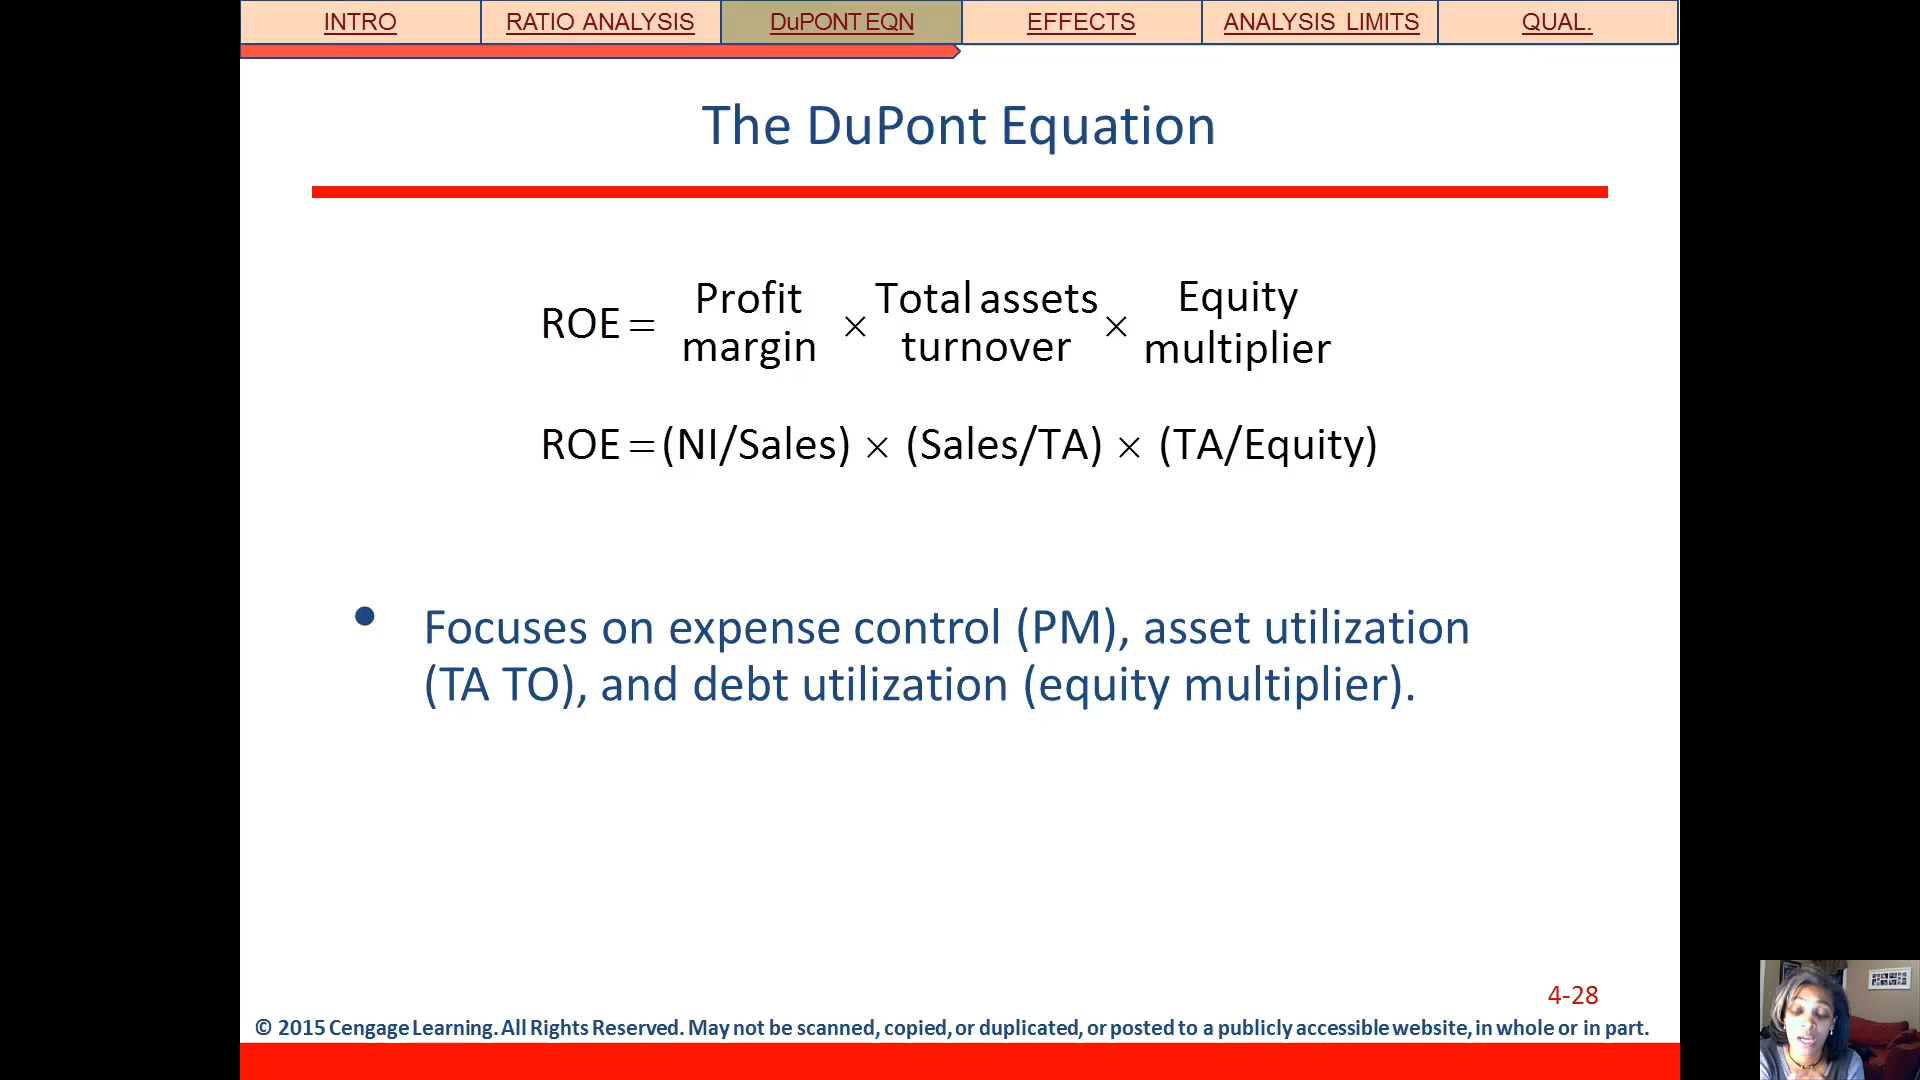 INTRO RATIO ANALYSIS DuPONT EQN EFFECTS ANALYSIS LIMITS QUAL.
The DuPont Equation
ROE = Profit margin × Total assets turnover × Equity multiplier
ROE = (NI/Sales) × (Sales/TA) × (TA/Equity)
• Focuses on expense control (PM), asset utilization
(TA TO), and debt utilization (equity multiplier).
4-28
© 2015 Cengage Learning. All Rights Reserved. May not be scanned, copied, or duplicated, or posted to a publicly accessible website, in whole or in part.